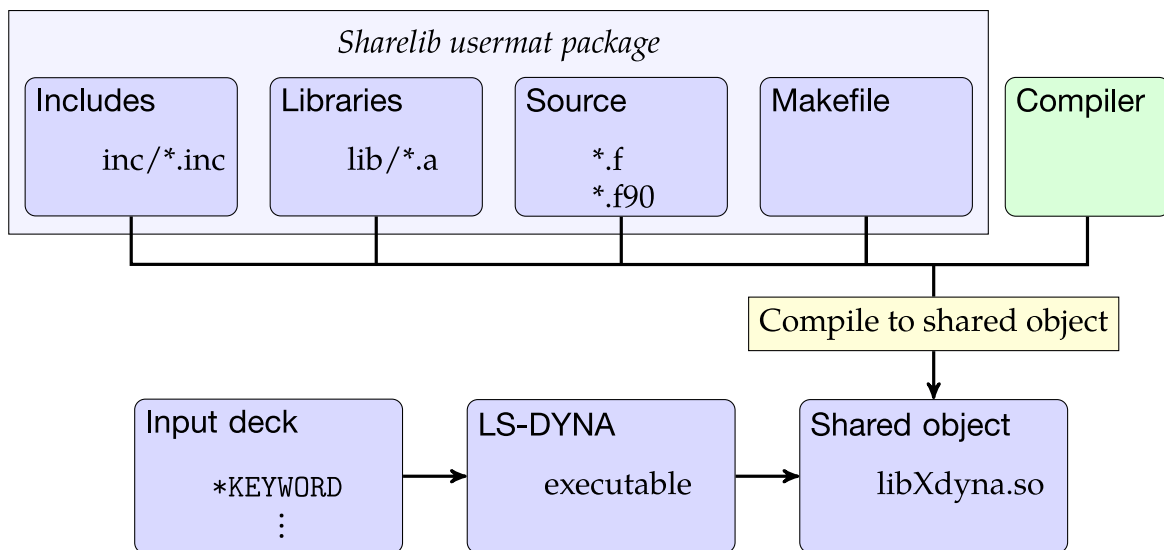 Sharelib usermat package
Includes
inc/*.inc
Libraries
lib/*.a
Source
*.f
*.f90
Makefile
Compiler
Compile to shared object
Input deck
*KEYWORD
⋮
LS-DYNA
executable
Shared object
libXdyna.so